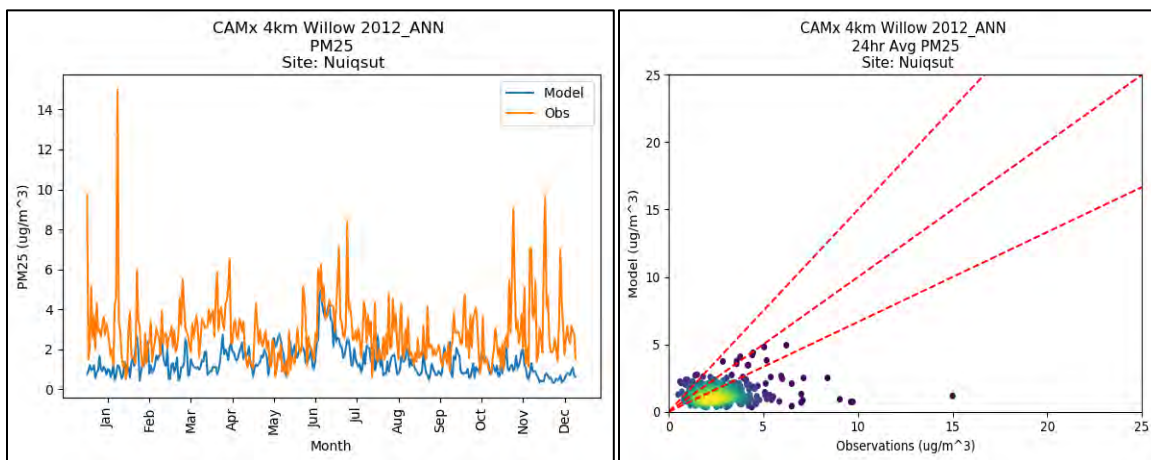 CAMx 4km Willow 2012_ANN
PM25
Site: Nuiqsut
Model
Obs
PM25 (ug/m^3)
14
12
10
8
6
4
2
0
Jan
Feb
Mar
Apr
May
Jun
Jul
Aug
Sep
Oct
Nov
Dec
Month
CAMx 4km Willow 2012_ANN
24hr Avg PM25
Site: Nuiqsut
Model (ug/m^3)
25
20
15
10
5
0
0
5
10
15
20
25
Observations (ug/m^3)